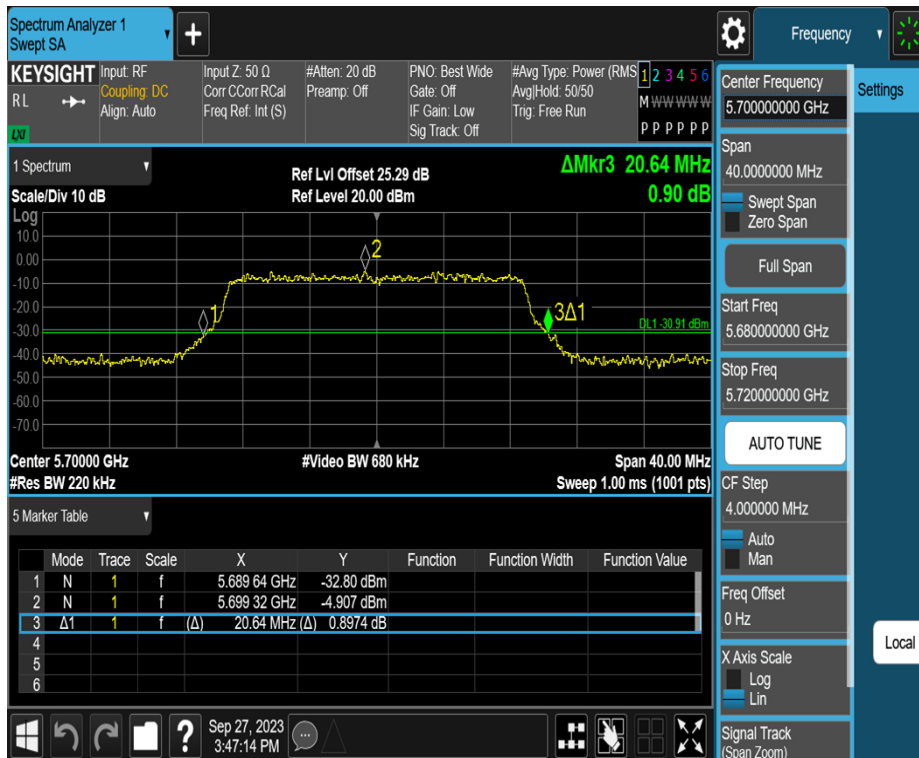 Spectrum Analyzer 1
Swept SA
+
Frequency
KEYSIGHT
R L
LXI
Input: RF
Coupling: DC
Align: Auto
Input Z: 50 Ω
Corr CCorr RCal
Freq Ref: Int (S)
#Atten: 20 dB
Preamp: Off
PNO: Best Wide
Gate: Off
IF Gain: Low
Sig Track: Off
#Avg Type: Power (RMS
Avg|Hold: 50/50
Trig: Free Run
1 2 3 4 5 6
M W W W W W
P P P P P P
1 Spectrum
Scale/Div 10 dB
Ref Lvl Offset 25.29 dB
Ref Level 20.00 dBm
ΔMkr3 20.64 MHz
0.90 dB
Log
10.0
0.00
-10.0
-20.0
-30.0
-40.0
-50.0
-60.0
-70.0
1
2
3Δ1
DL1 -30.91 dBm
Center 5.70000 GHz
#Video BW 680 kHz
Span 40.00 MHz
#Res BW 220 kHz
Sweep 1.00 ms (1001 pts)
5 Marker Table
Mode Trace Scale X Y Function Function Width Function Value
1 N 1 f 5.689 64 GHz -32.80 dBm
2 N 1 f 5.699 32 GHz -4.907 dBm
3 Δ1 1 f (Δ) 20.64 MHz (Δ) 0.8974 dB
4
5
6
?
Sep 27, 2023
3:47:14 PM
Center Frequency
5.700000000 GHz
Span
40.0000000 MHz
Swept Span
Zero Span
Full Span
Start Freq
5.680000000 GHz
Stop Freq
5.720000000 GHz
AUTO TUNE
CF Step
4.000000 MHz
Auto
Man
Freq Offset
0 Hz
X Axis Scale
Log
Lin
Signal Track
(Span Zoom)
Settings
Local